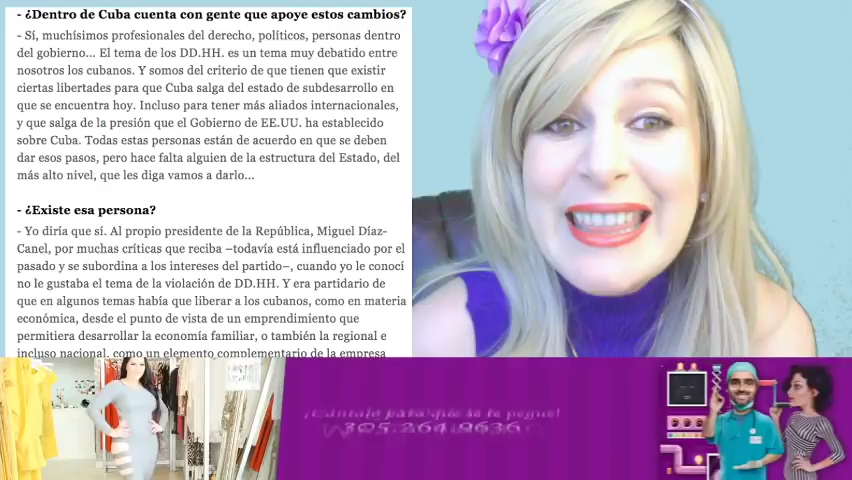 - ¿Dentro de Cuba cuenta con gente que apoye estos cambios?
- Sí, muchísimos profesionales del derecho, políticos, personas dentro
del gobierno... El tema de los DD.HH. es un tema muy debatido entre
nosotros los cubanos. Y somos del criterio de que tienen que existir
ciertas libertades para que Cuba salga del estado de subdesarrollo en
que se encuentra hoy. Incluso para tener más aliados internacionales,
y que salga de la presión que el Gobierno de EE.UU. ha establecido
sobre Cuba. Todas estas personas están de acuerdo en que se deben
dar esos pasos, pero hace falta alguien de la estructura del Estado, del
más alto nivel, que les diga vamos a darlo...
- ¿Existe esa persona?
- Yo diría que sí. Al propio presidente de la República, Miguel Díaz-
Canel, por muchas críticas que reciba –todavía está influenciado por el
pasado y se subordina a los intereses del partido–, cuando yo le conocí
no le gustaba el tema de la violación de DD.HH. Y era partidario de
que en algunos temas había que liberar a los cubanos, como en materia
económica, desde el punto de vista de un emprendimiento que
permitiera desarrollar la economía familiar, o también la regional e
incluso nacional, como un elemento complementario de la empresa
305.264.9636